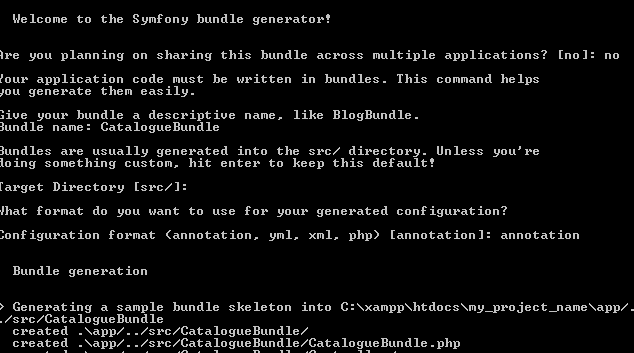 Welcome to the Symfony bundle generator!
Are you planning on sharing this bundle across multiple applications? [no]: no
Your application code must be written in bundles. This command helps
you generate them easily.
Give your bundle a descriptive name, like BlogBundle.
Bundle name: CatalogueBundle
Bundles are usually generated into the src/ directory. Unless you're
doing something custom, hit enter to keep this default!
Target Directory [src/]:
What format do you want to use for your generated configuration?
Configuration format (annotation, yml, xml, php) [annotation]: annotation
Bundle generation
> Generating a sample bundle skeleton into C:\xampp\htdocs\my_project_name\app/.
./src/CatalogueBundle
created .\app/../src/CatalogueBundle/
created .\app/../src/CatalogueBundle/CatalogueBundle.php